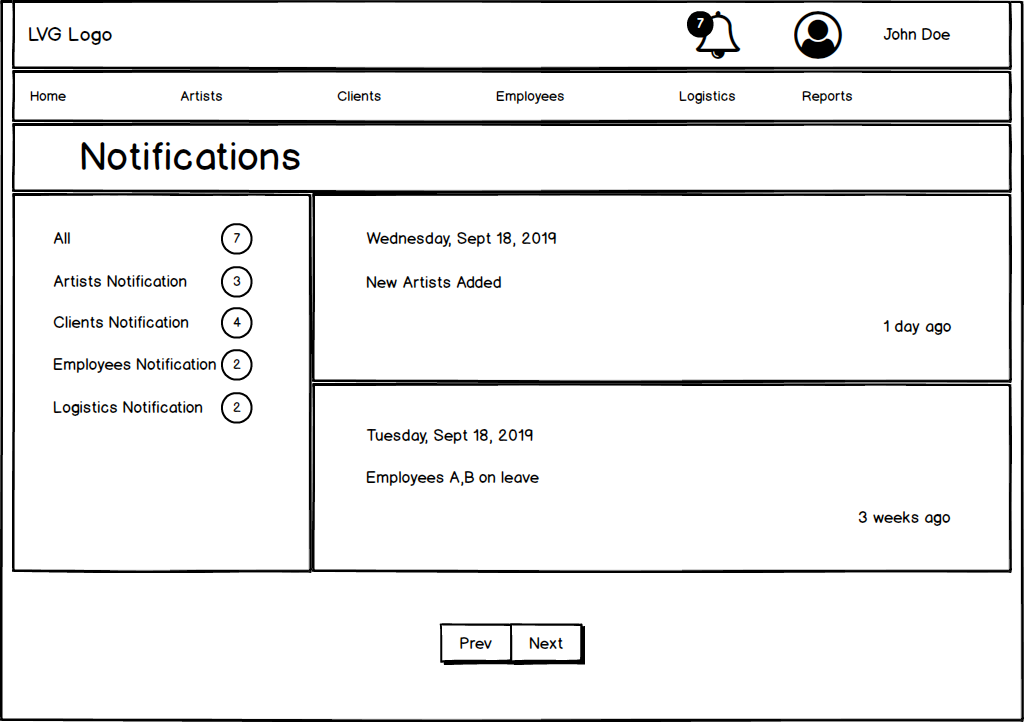 LVG Logo
7
John Doe
Home Artists Clients Employees Logistics Reports
Notifications
All 7
Artists Notification 3
Clients Notification 4
Employees Notification 2
Logistics Notification 2
Wednesday, Sept 18, 2019
New Artists Added
1 day ago
Tuesday, Sept 18, 2019
Employees A,B on leave
3 weeks ago
Prev Next